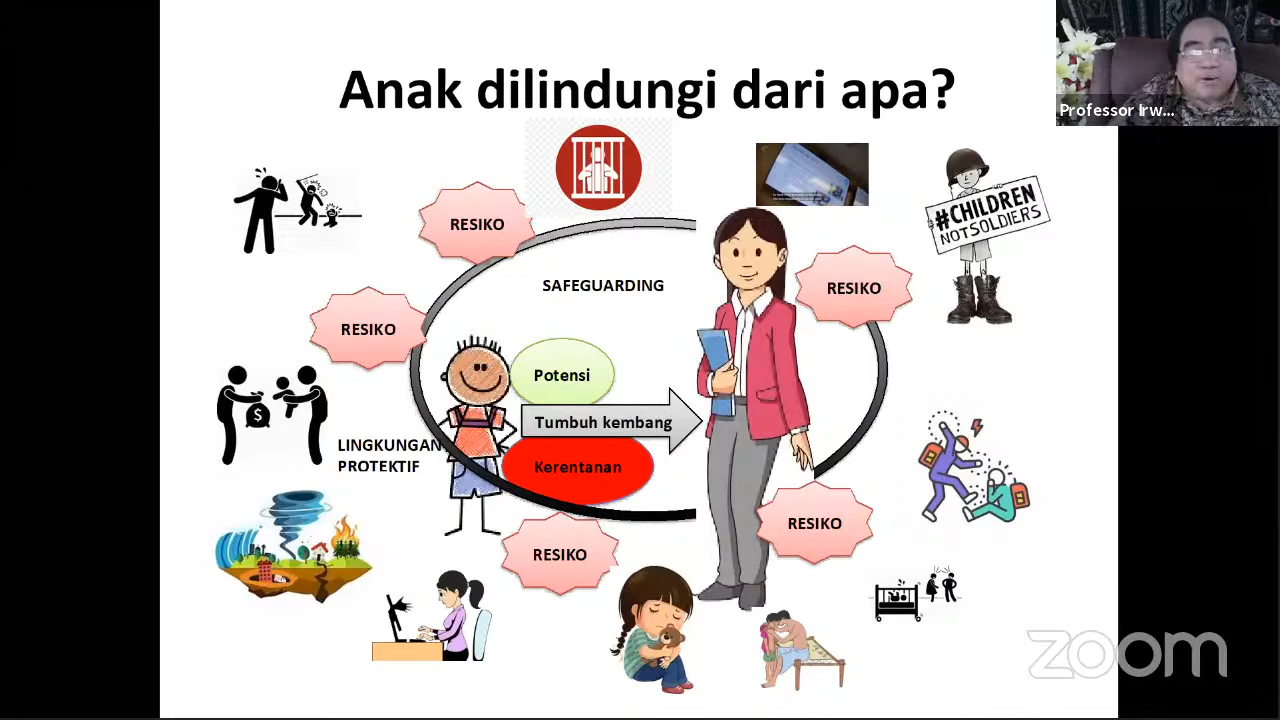 Anak dilindungi dari apa?
Professor Irw...
RESIKO
#CHILDREN
NOTSOLDIERS
SAFEGUARDING
RESIKO
RESIKO
Potensi
Tumbuh kembang
LINGKUNGAN
PROTEKTIF
Kerentanan
$
RESIKO
RESIKO
zoom